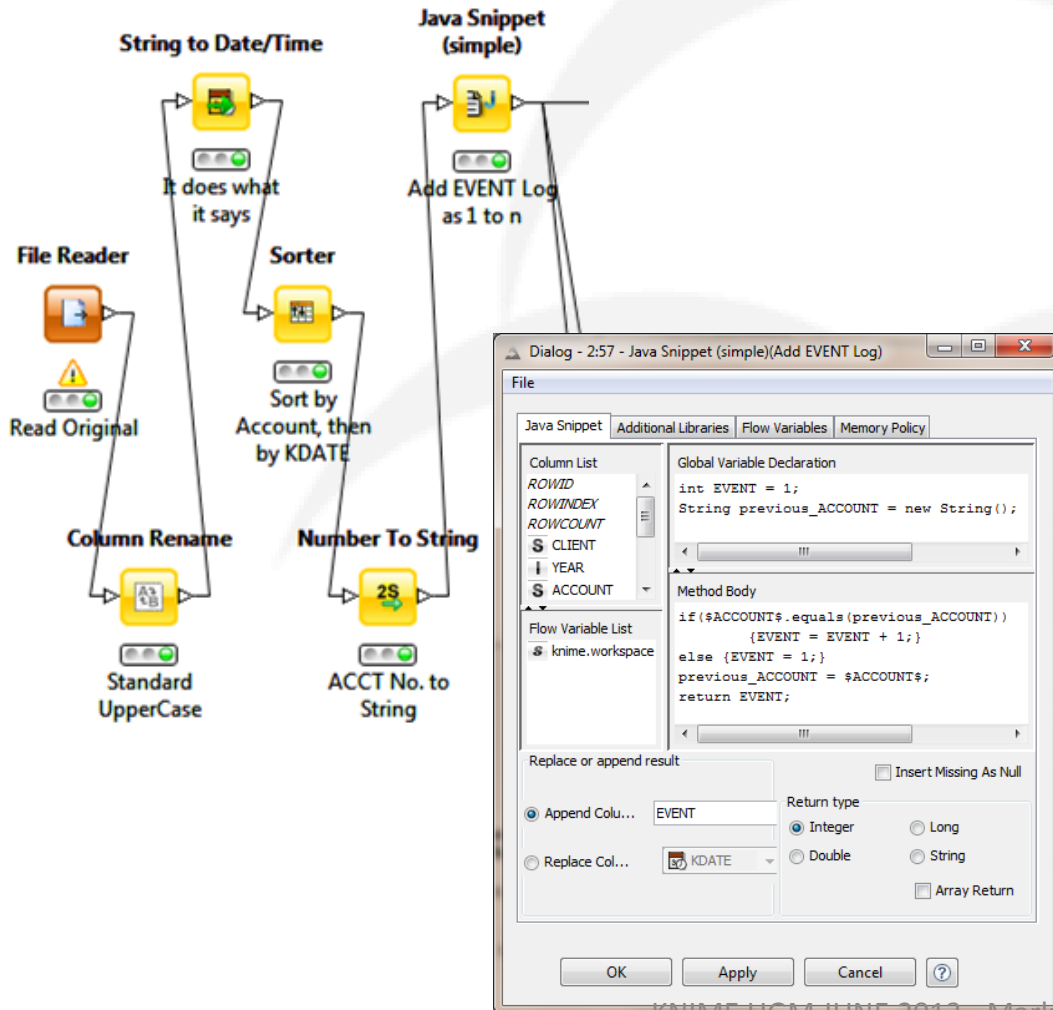 Java Snippet
(simple)
String to Date/Time
It does what
it says
Add EVENT Log
as 1 to n
File Reader
Sorter
Read Original
Sort by
Account, then
by KDATE
Column Rename
Number To String
2S
Standard
UpperCase
ACCT No. to
String
Dialog - 2:57 - Java Snippet (simple)(Add EVENT Log)
File
Java Snippet Additional Libraries Flow Variables Memory Policy
Column List
ROWID
ROWINDEX
ROWCOUNT
S CLIENT
I YEAR
S ACCOUNT
Flow Variable List
s knime.workspace
Global Variable Declaration
int EVENT = 1;
String previous_ACCOUNT = new String();
Method Body
if($ACCOUNT$.equals(previous_ACCOUNT))
{EVENT = EVENT + 1;}
else {EVENT = 1;}
previous_ACCOUNT = $ACCOUNT$;
return EVENT;
Replace or append result
Insert Missing As Null
Append Colu... EVENT
Replace Col... KDATE
Return type
Integer Long
Double String
Array Return
OK Apply Cancel ?
KNIME UGM JUNE 2013